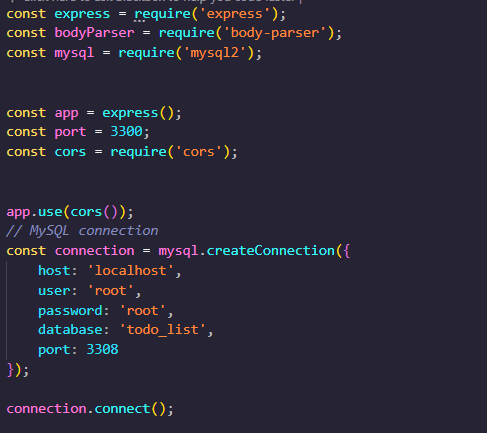 const express = require('express');
const bodyParser = require('body-parser');
const mysql = require('mysql2');
const app = express();
const port = 3300;
const cors = require('cors');
app.use(cors());
// MySQL connection
const connection = mysql.createConnection({
    host: 'localhost',
    user: 'root',
    password: 'root',
    database: 'todo_list',
    port: 3308
});
connection.connect();